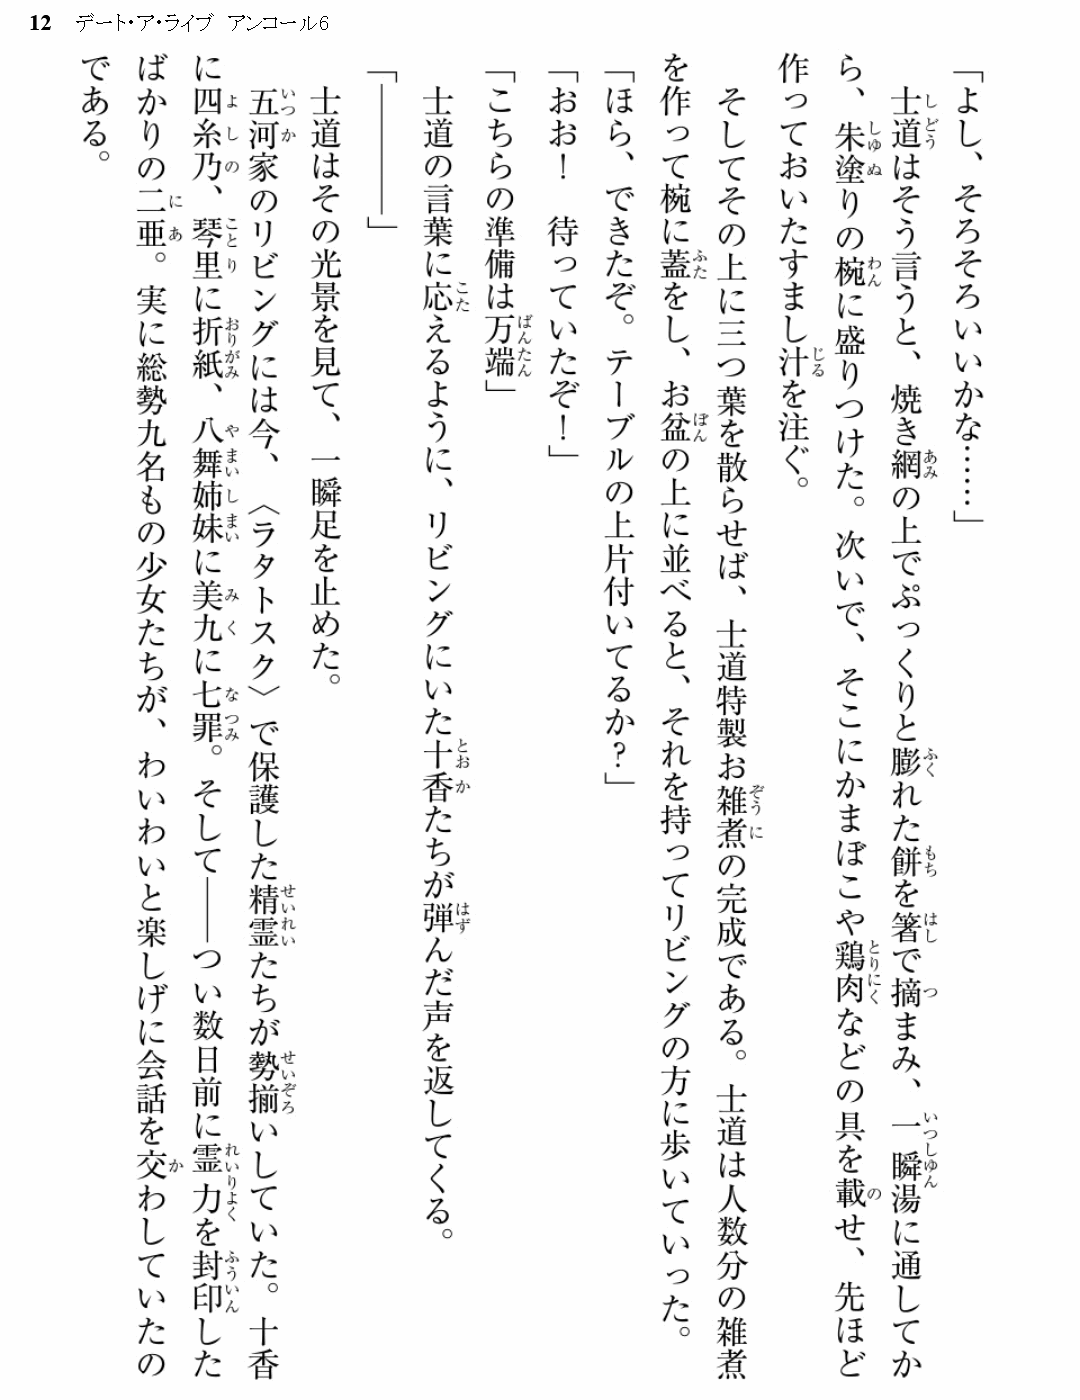 12 デート・ア・ライブ アンコール6
「よし、そろそろいいかな……」
士道はそう言うと、焼き網の上でぷっくりと膨れた餅を箸で摘まみ、一瞬湯に通してか
ら、朱塗りの椀に盛りつけた。次いで、そこにかまぼこや鶏肉などの具を載せ、先ほど
作っておいたすまし汁を注ぐ。
そしてその上に三つ葉を散らせば、士道特製お雑煮の完成である。士道は人数分の雑煮
を作って椀に蓋をし、お盆の上に並べると、それを持ってリビングの方に歩いていった。
「ほら、できたぞ。テーブルの上片付いてるか?」
「おお! 待っていたぞ!」
「こちらの準備は万端」
士道の言葉に応えるように、リビングにいた十香たちが弾んだ声を返してくる。
「――――」
士道はその光景を見て、一瞬足を止めた。
五河家のリビングには今、〈ラタトスク〉で保護した精霊たちが勢揃いしていた。十香
に四糸乃、琴里に折紙、八舞姉妹に美九に七罪。そして――つい数日前に霊力を封印した
ばかりの二亜。実に総勢九名もの少女たちが、わいわいと楽しげに会話を交わしていたの
である。